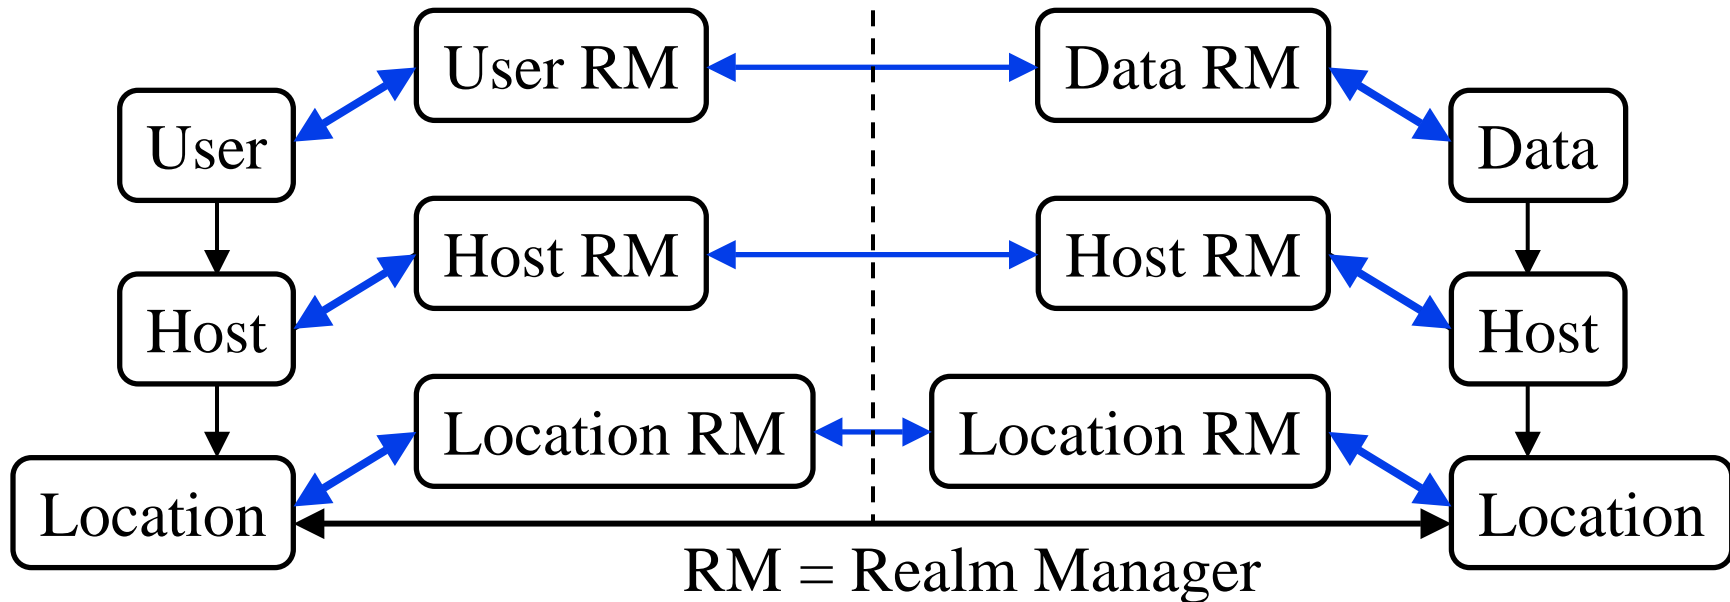 User RM
Data RM
User
Data
Host RM
Host RM
Host
Host
Location RM
Location RM
Location
Location
RM = Realm Manager